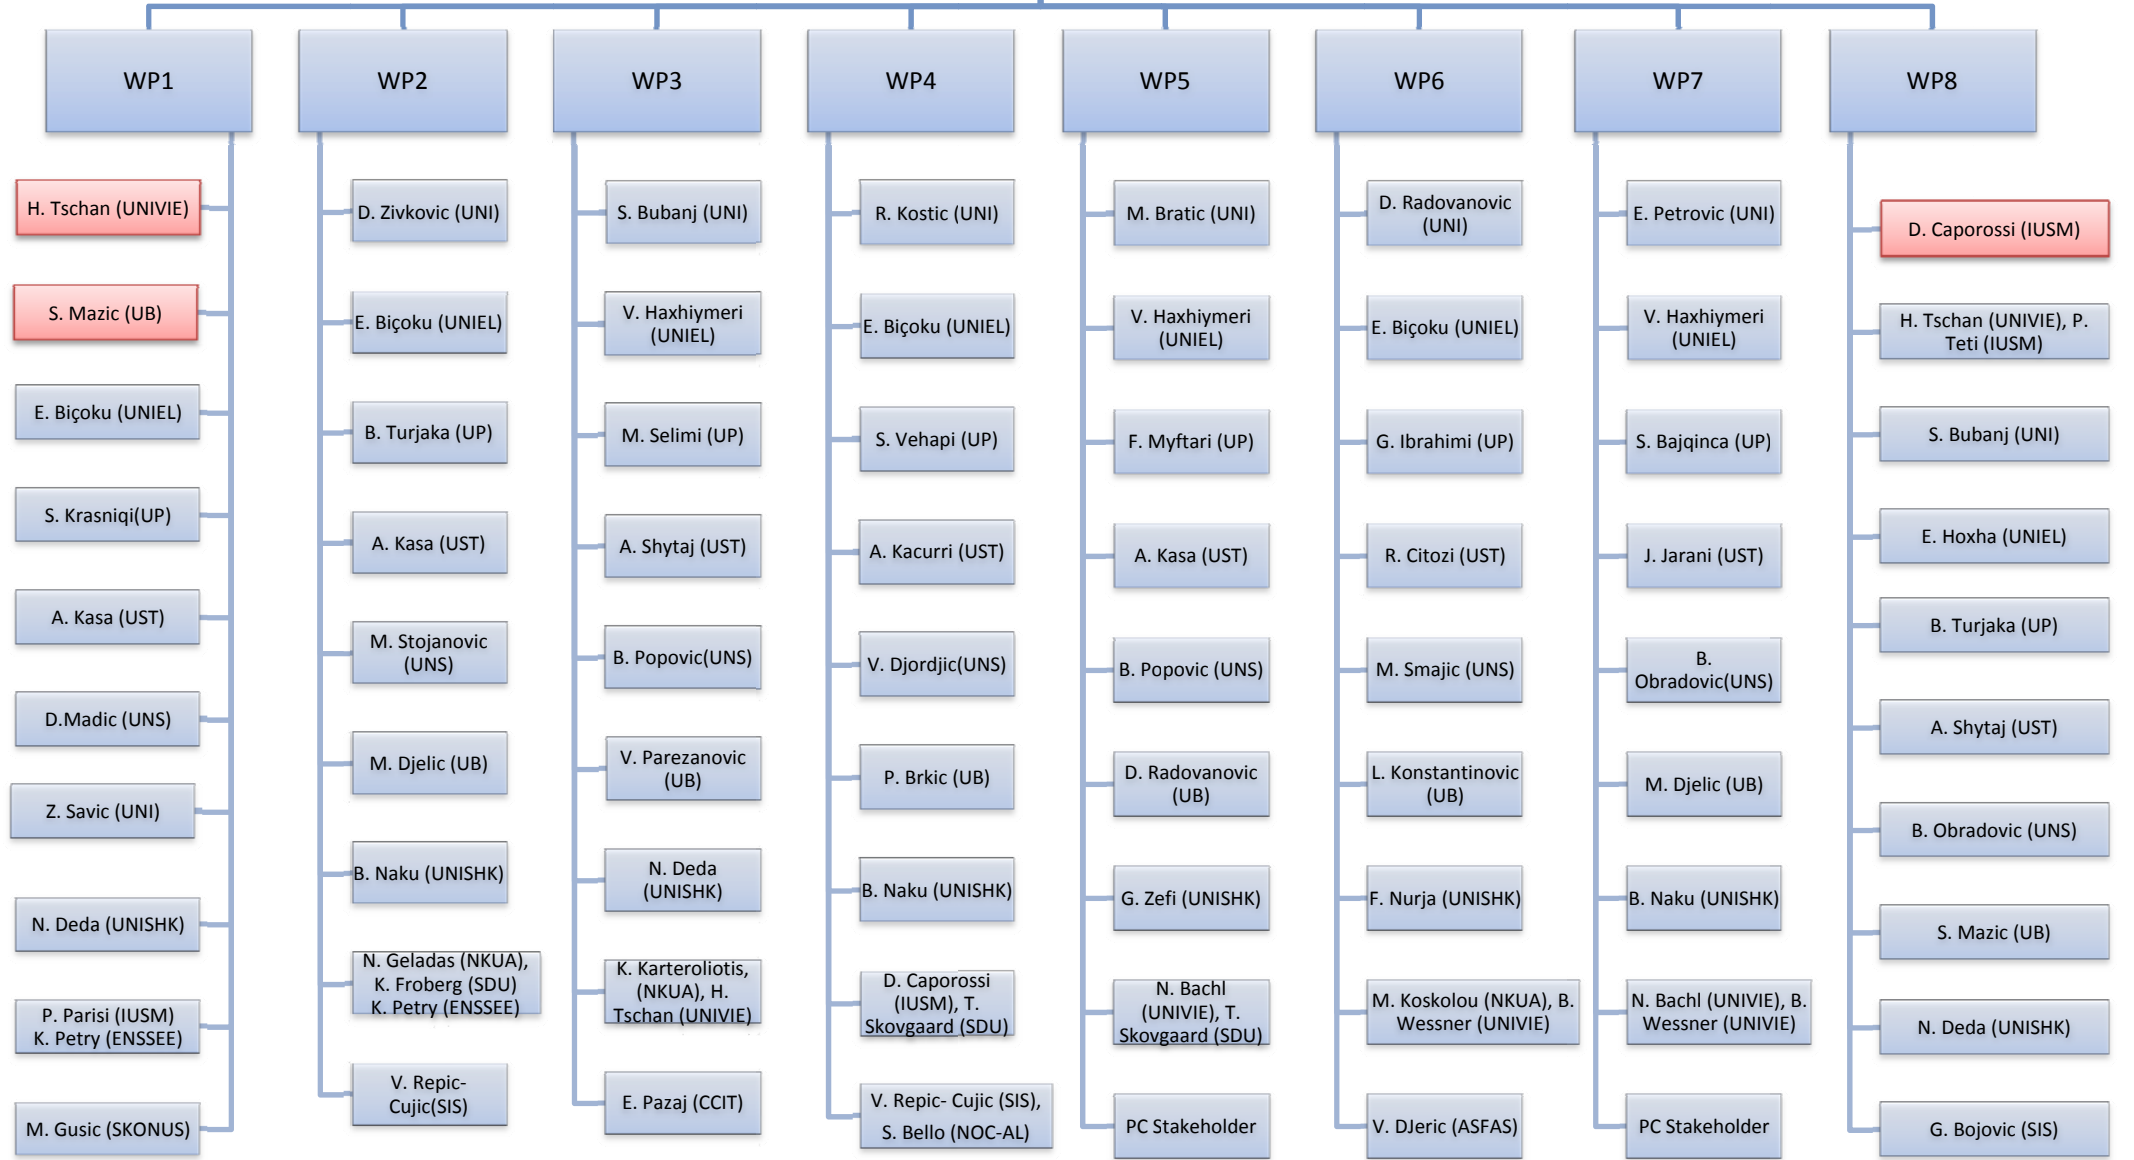 WP1
WP2
WP3
WP4
WP5
WP6
WP7
WP8
H. Tschan (UNIVIE)
S. Mazic (UB)
E. Biçoku (UNIEL)
S. Krasniqi(UP)
A. Kasa (UST)
D.Madic (UNS)
Z. Savic (UNI)
N. Deda (UNISHK)
P. Parisi (IUSM)
K. Petry (ENSSEE)
M. Gusic (SKONUS)
D. Zivkovic (UNI)
E. Biçoku (UNIEL)
B. Turjaka (UP)
A. Kasa (UST)
M. Stojanovic
(UNS)
M. Djelic (UB)
B. Naku (UNISHK)
N. Geladas (NKUA),
K. Froberg (SDU)
K. Petry (ENSSEE)
V. Repic-
Cujic(SIS)
S. Bubanj (UNI)
V. Haxhiymeri
(UNIEL)
M. Selimi (UP)
A. Shytaj (UST)
B. Popovic(UNS)
V. Parezanovic
(UB)
N. Deda
(UNISHK)
K. Karteroliotis,
(NKUA), H.
Tschan (UNIVIE)
E. Pazaj (CCIT)
R. Kostic (UNI)
E. Biçoku (UNIEL)
S. Vehapi (UP)
A. Kacurri (UST)
V. Djordjic(UNS)
P. Brkic (UB)
B. Naku (UNISHK)
D. Caporossi
(IUSM), T.
Skovgaard (SDU)
V. Repic- Cujic (SIS),
S. Bello (NOC-AL)
M. Bratic (UNI)
V. Haxhiymeri
(UNIEL)
F. Myftari (UP)
A. Kasa (UST)
B. Popovic (UNS)
D. Radovanovic
(UB)
G. Zefi (UNISHK)
N. Bachl
(UNIVIE), T.
Skovgaard (SDU)
PC Stakeholder
D. Radovanovic
(UNI)
E. Biçoku (UNIEL)
G. Ibrahimi (UP)
R. Citozi (UST)
M. Smajic (UNS)
L. Konstantinovic
(UB)
F. Nurja (UNISHK)
M. Koskolou (NKUA), B.
Wessner (UNIVIE)
V. DJeric (ASFAS)
E. Petrovic (UNI)
V. Haxhiymeri
(UNIEL)
S. Bajqinca (UP)
J. Jarani (UST)
B.
Obradovic(UNS)
M. Djelic (UB)
B. Naku (UNISHK)
N. Bachl (UNIVIE), B.
Wessner (UNIVIE)
PC Stakeholder
D. Caporossi (IUSM)
H. Tschan (UNIVIE), P.
Teti (IUSM)
S. Bubanj (UNI)
E. Hoxha (UNIEL)
B. Turjaka (UP)
A. Shytaj (UST)
B. Obradovic (UNS)
S. Mazic (UB)
N. Deda (UNISHK)
G. Bojovic (SIS)